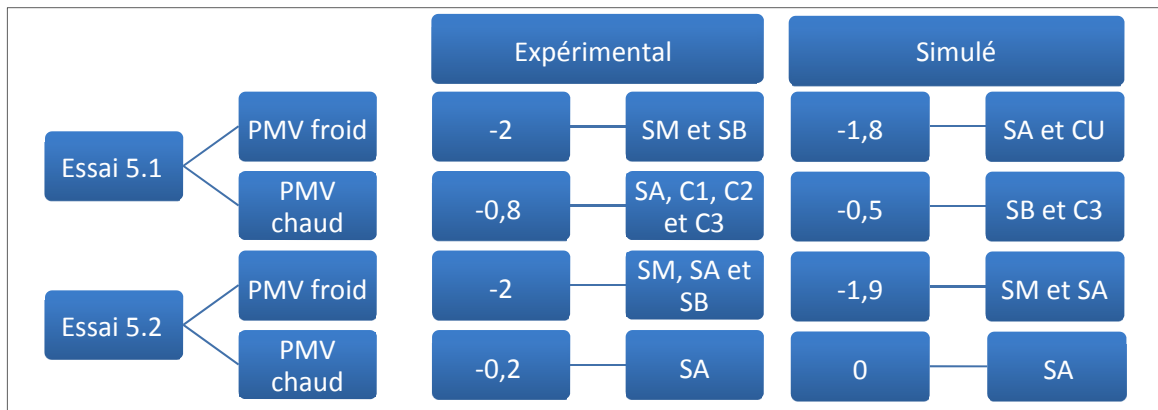 Expérimental
Simulé
Essai 5.1
PMV froid
-2
SM et SB
-1,8
SA et CU
PMV
chaud
-0,8
SA, C1, C2
et C3
-0,5
SB et C3
Essai 5.2
PMV froid
-2
SM, SA et
SB
-1,9
SM et SA
PMV
chaud
-0,2
SA
0
SA